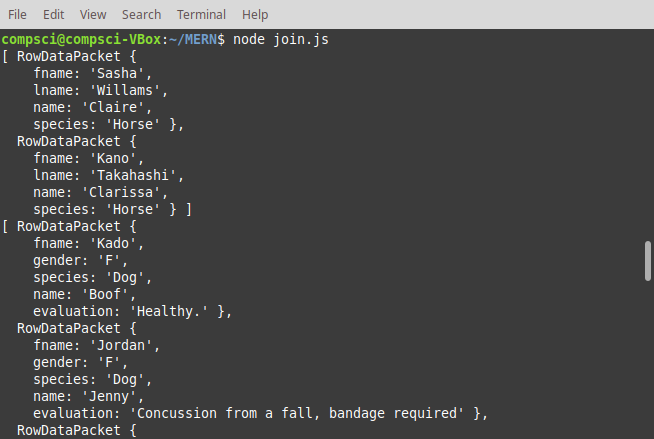 File Edit View Search Terminal Help
compsci@compsci-VBox:~/MERN$ node join.js
[ RowDataPacket {
    fname: 'Sasha',
    lname: 'Willams',
    name: 'Claire',
    species: 'Horse' },
  RowDataPacket {
    fname: 'Kano',
    lname: 'Takahashi',
    name: 'Clarissa',
    species: 'Horse' } ]
[ RowDataPacket {
    fname: 'Kado',
    gender: 'F',
    species: 'Dog',
    name: 'Boof',
    evaluation: 'Healthy.' },
  RowDataPacket {
    fname: 'Jordan',
    gender: 'F',
    species: 'Dog',
    name: 'Jenny',
    evaluation: 'Concussion from a fall, bandage required' },
  RowDataPacket {